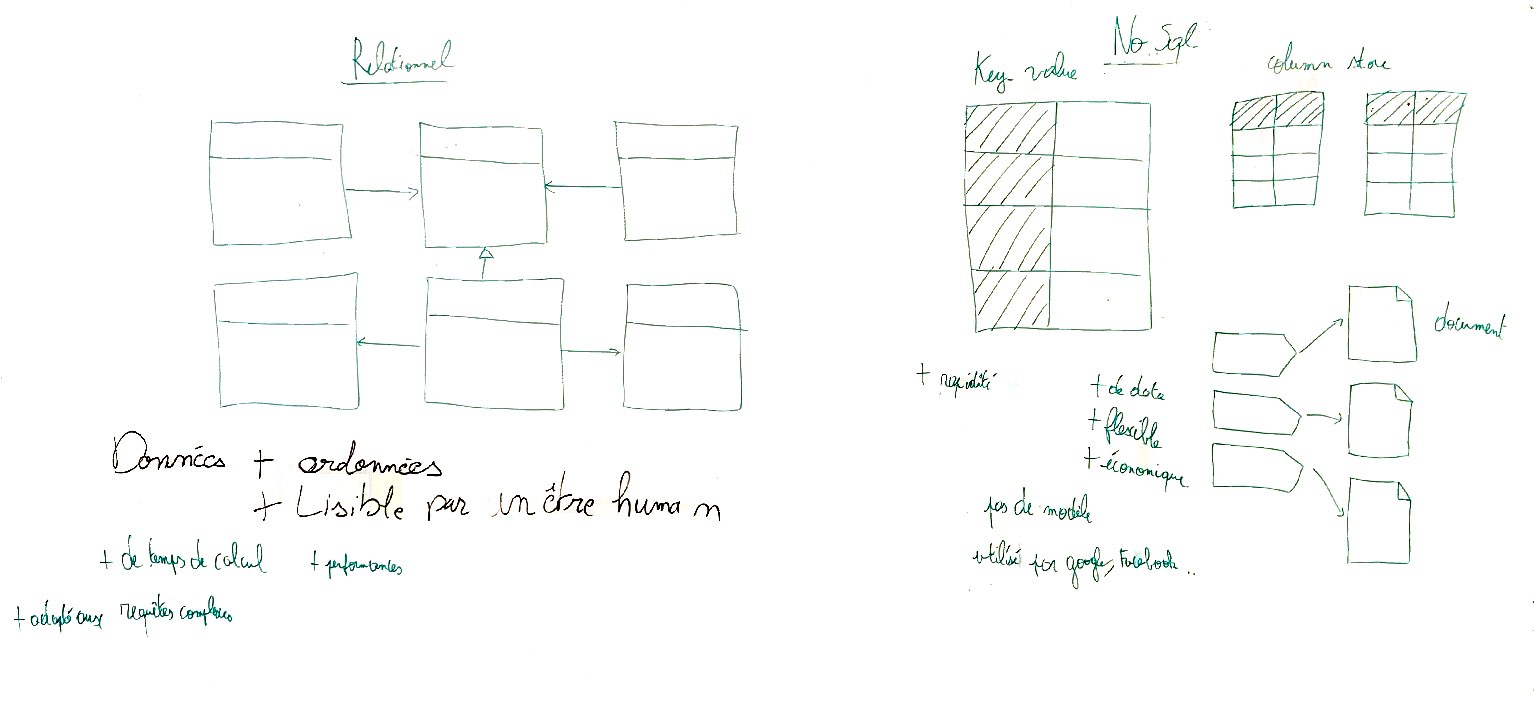 Relationnel
Données + ordonnées
+ Lisible par un être humain
+ de temps de calcul + performantes
+ adapté aux requêtes complexes
No Sql
Key-value
column store
document
+ rapidité
+ de data
+ flexible
+ économique
pas de modèle
utilisé par google, Facebook..